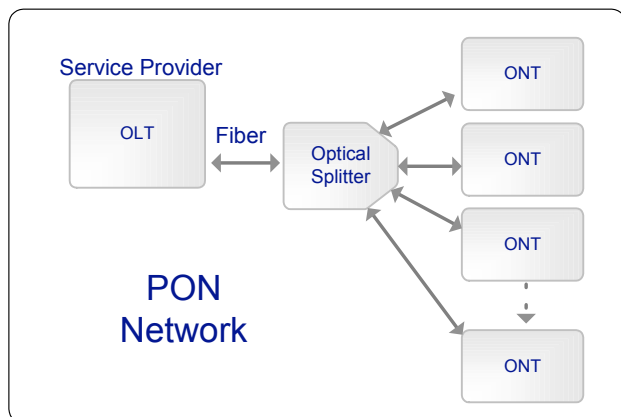 Service Provider
OLT
Fiber
Optical
Splitter
ONT
ONT
ONT
ONT
PON
Network